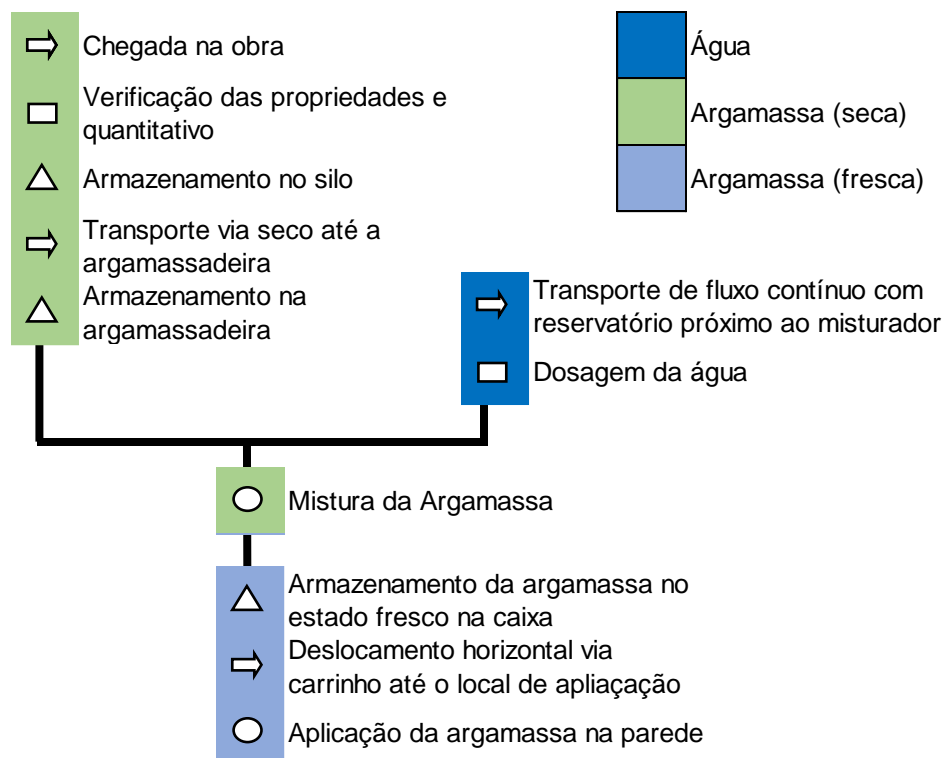 Chegada na obra
Verificação das propriedades e
quantitativo
Armazenamento no silo
Transporte via seco até a
argamassadeira
Armazenamento na
argamassadeira
Água
Argamassa (seca)
Argamassa (fresca)
Transporte de fluxo contínuo com
reservatório próximo ao misturador
Dosagem da água
Mistura da Argamassa
Armazenamento da argamassa no
estado fresco na caixa
Deslocamento horizontal via
carrinho até o local de apliaçação
Aplicação da argamassa na parede